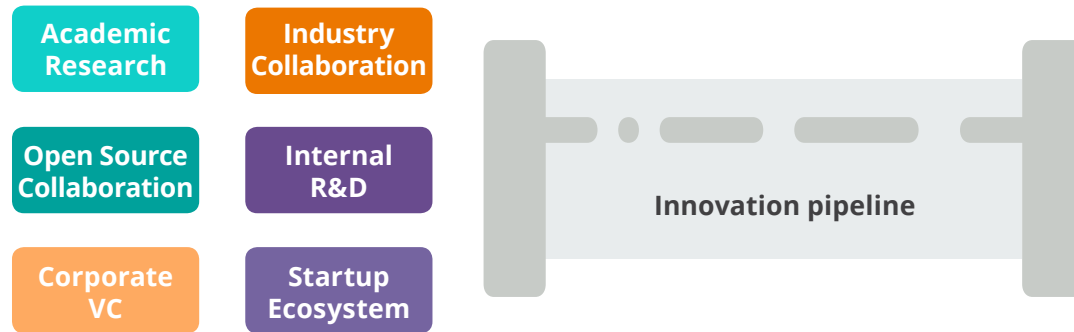 Academic
Research
Industry
Collaboration
Open Source
Collaboration
Internal
R&D
Innovation pipeline
Corporate
VC
Startup
Ecosystem